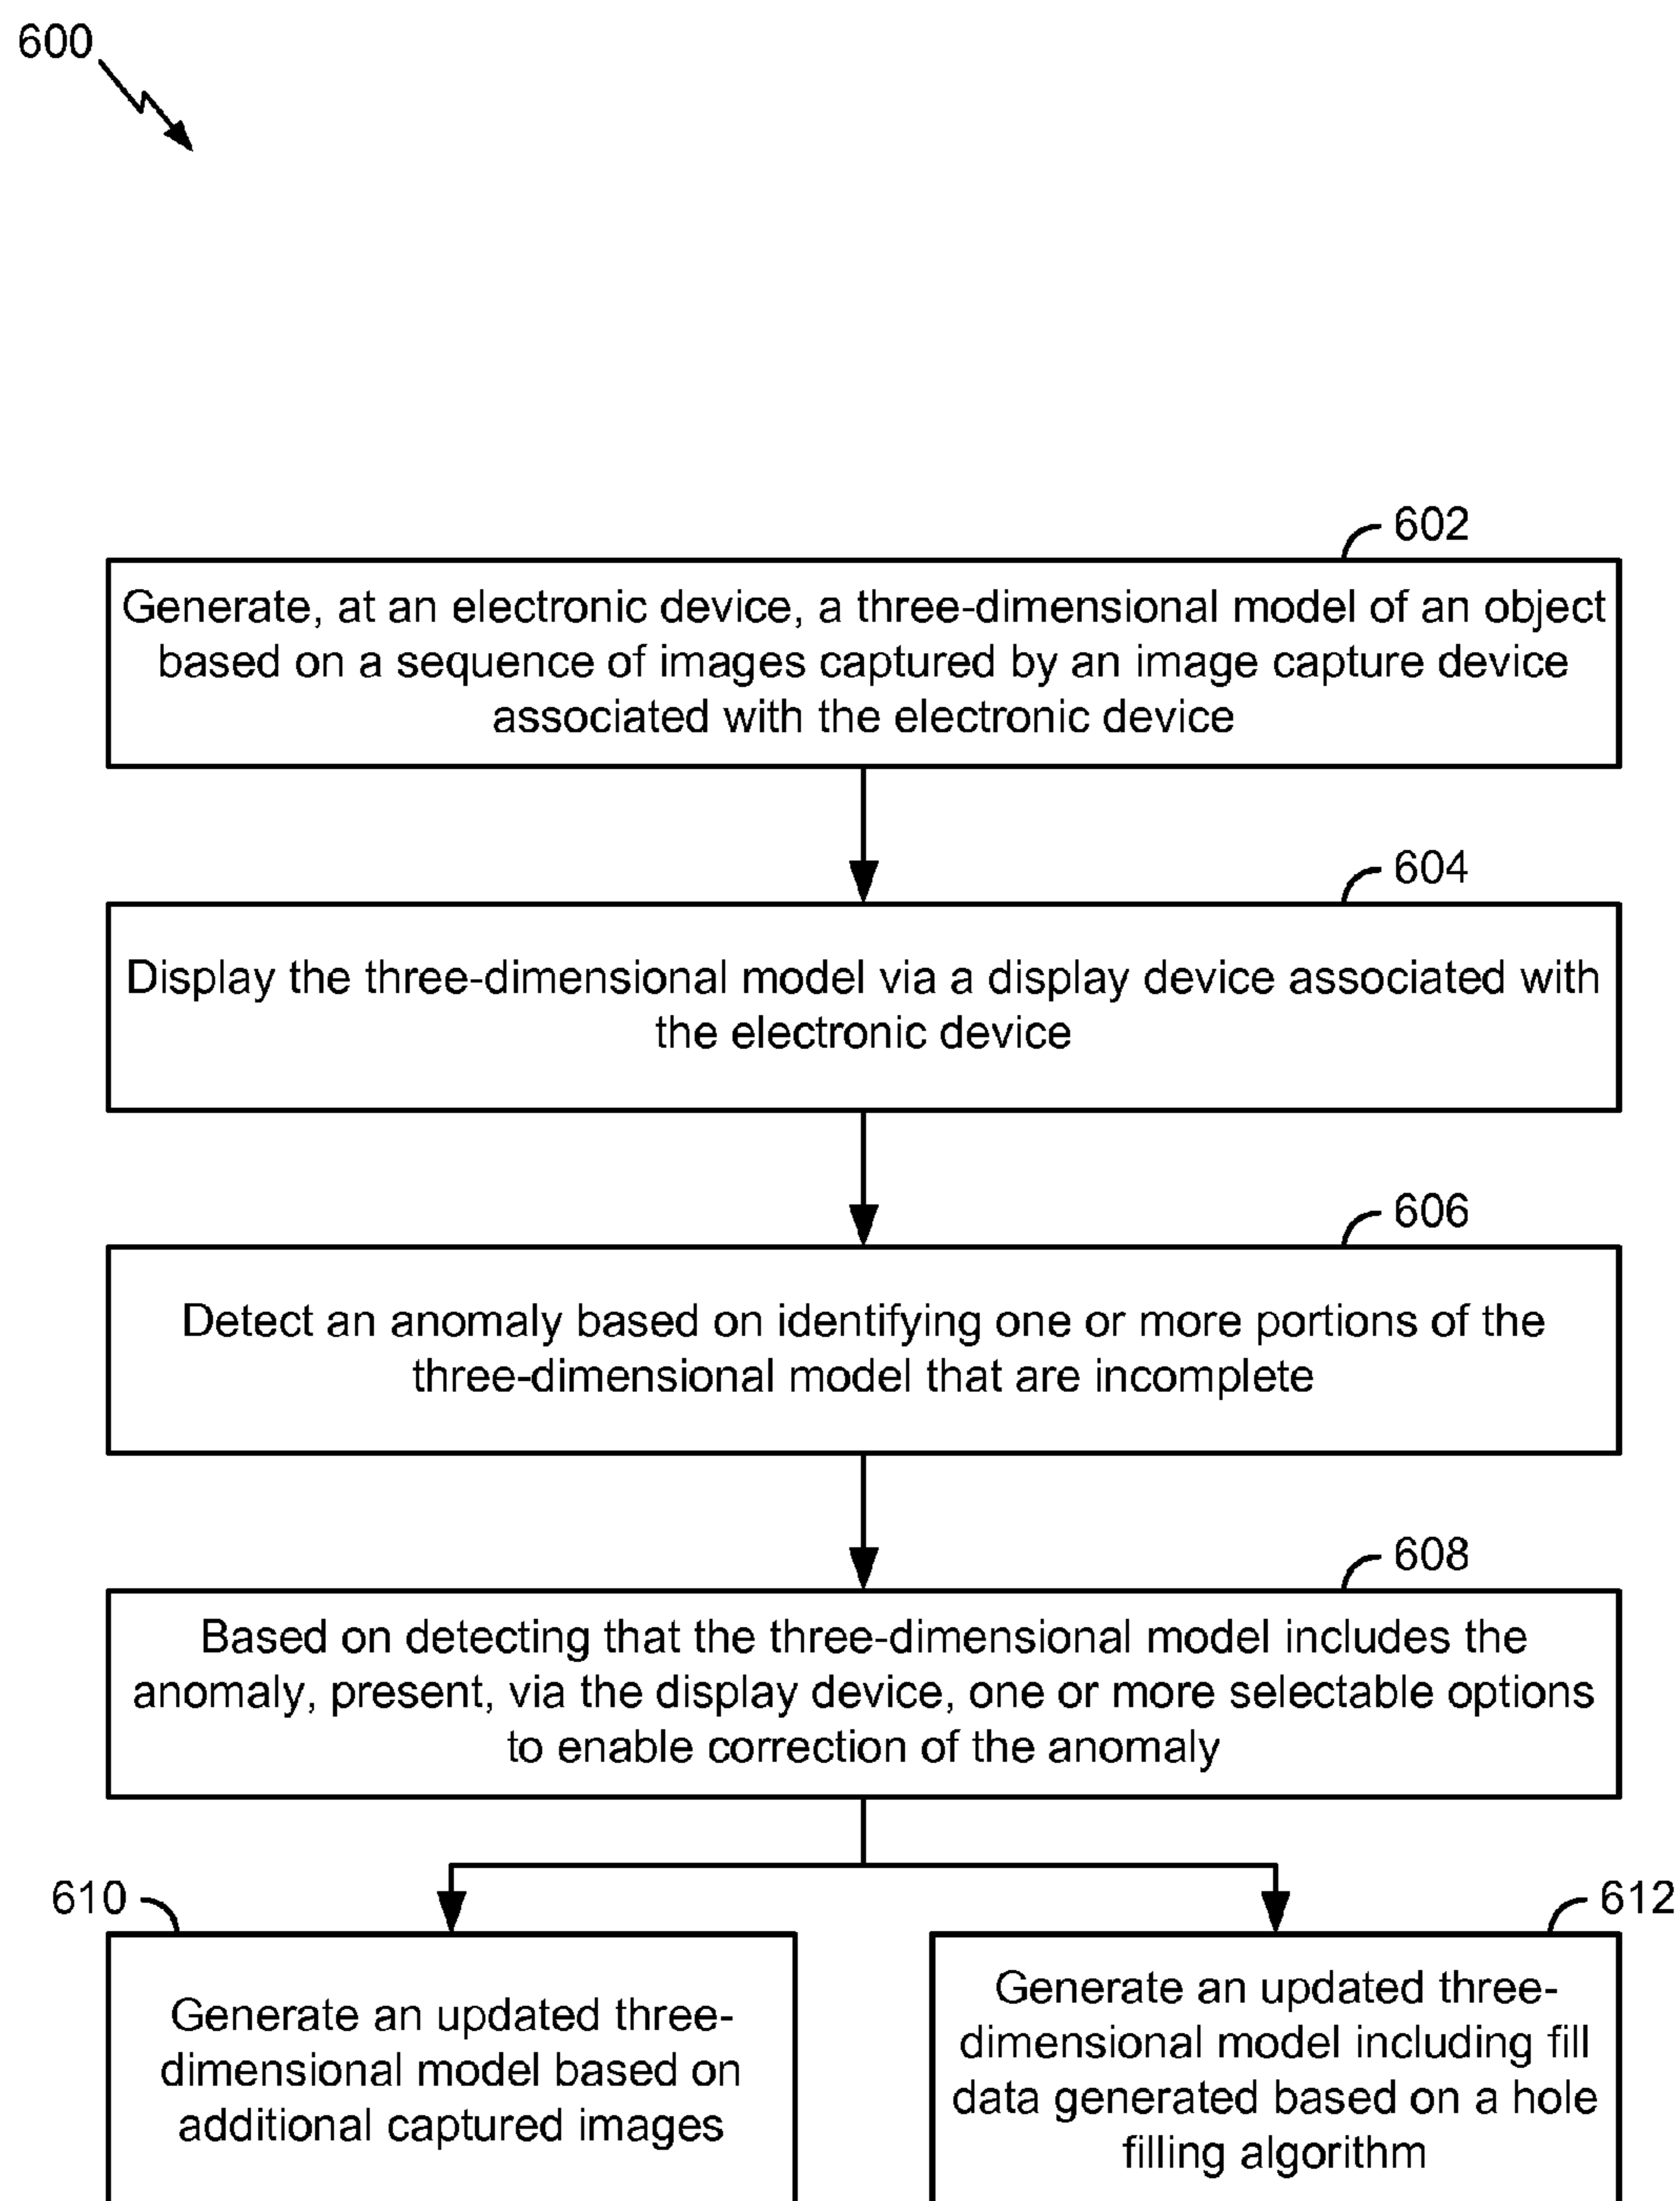 600
602
Generate, at an electronic device, a three-dimensional model of an object
based on a sequence of images captured by an image capture device
associated with the electronic device
604
Display the three-dimensional model via a display device associated with
the electronic device
606
Detect an anomaly based on identifying one or more portions of the
three-dimensional model that are incomplete
608
Based on detecting that the three-dimensional model includes the
anomaly, present, via the display device, one or more selectable options
to enable correction of the anomaly
610
Generate an updated three-
dimensional model based on
additional captured images
612
Generate an updated three-
dimensional model including fill
data generated based on a hole
filling algorithm